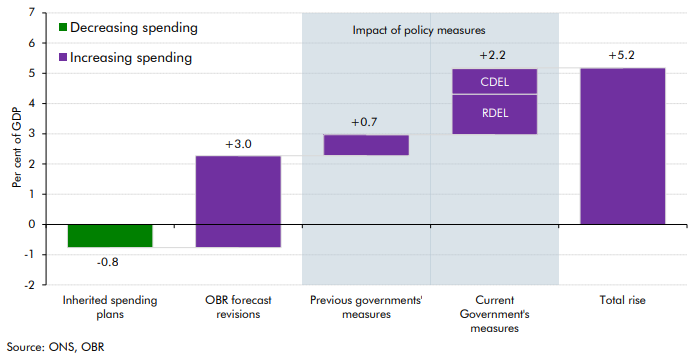 7
6
5
4
3
2
1
0
-1
-2
Per cent of GDP
Decreasing spending
Increasing spending
Impact of policy measures
-0.8
+3.0
+0.7
+2.2
CDEL
RDEL
+5.2
Inherited spending
plans
OBR forecast
revisions
Previous governments'
measures
Current
Government's
measures
Total rise
Source: ONS, OBR